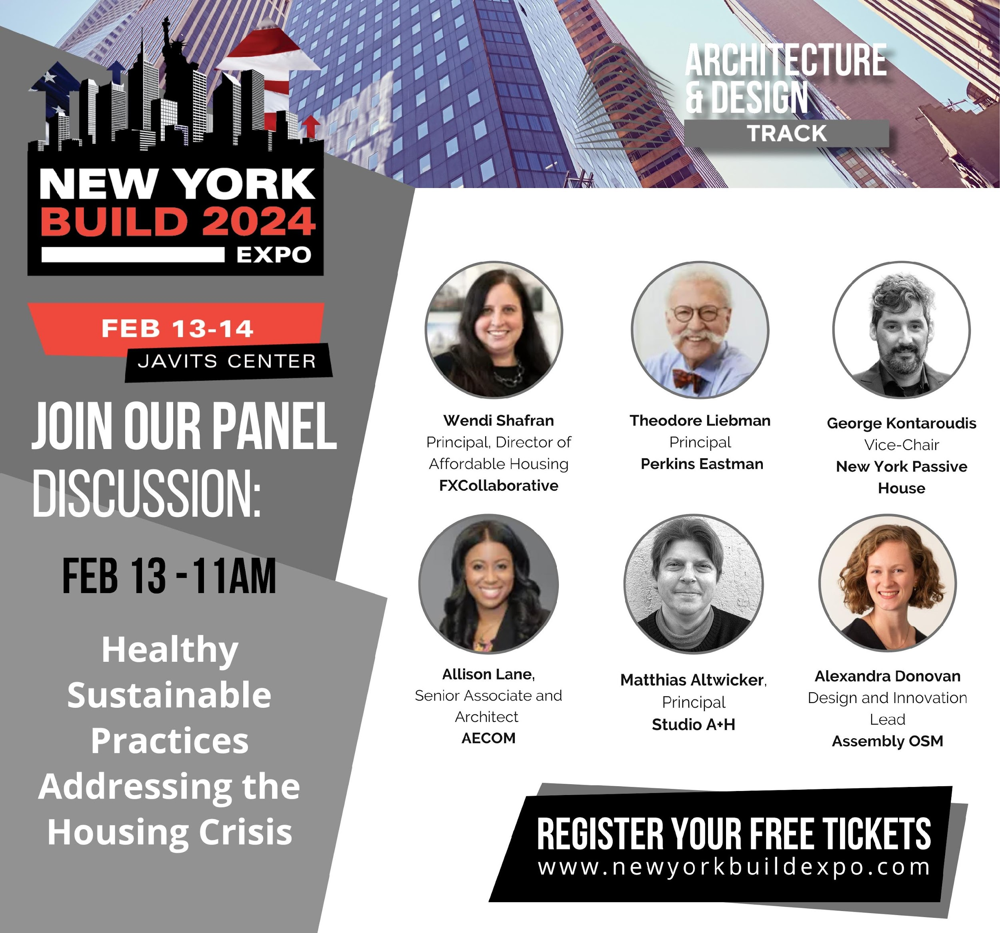 ARCHITECTURE
& DESIGN
TRACK
NEW YORK
BUILD 2024
EXPO
FEB 13-14
JAVITS CENTER
JOIN OUR PANEL
DISCUSSION:
FEB 13 - 11AM
Healthy
Sustainable
Practices
Addressing the
Housing Crisis
Wendi Shafran
Principal, Director of
Affordable Housing
FXCollaborative
Theodore Liebman
Principal
Perkins Eastman
George Kontaroudis
Vice-Chair
New York Passive
House
Allison Lane,
Senior Associate and
Architect
AECOM
Matthias Altwicker,
Principal
Studio A+H
Alexandra Donovan
Design and Innovation
Lead
Assembly OSM
REGISTER YOUR FREE TICKETS
www.newyorkbuildexpo.com